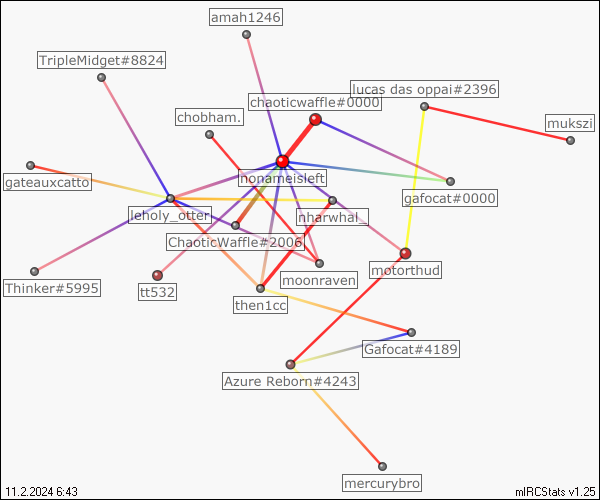 amah1246
TripleMidget#8824
lucas das oppai#2396
chaoticwaffle#0000
chobham.
mukszi
nonameisleft
gateauxcatto
gafocat#0000
leholy_otter
nharwhal_
ChaoticWaffle#2006
motorthud
moonraven
Thinker#5995
tt532
then1cc
Gafocat#4189
Azure Reborn#4243
mercurybro
11.2.2024 6:43
mIRCStats v1.25